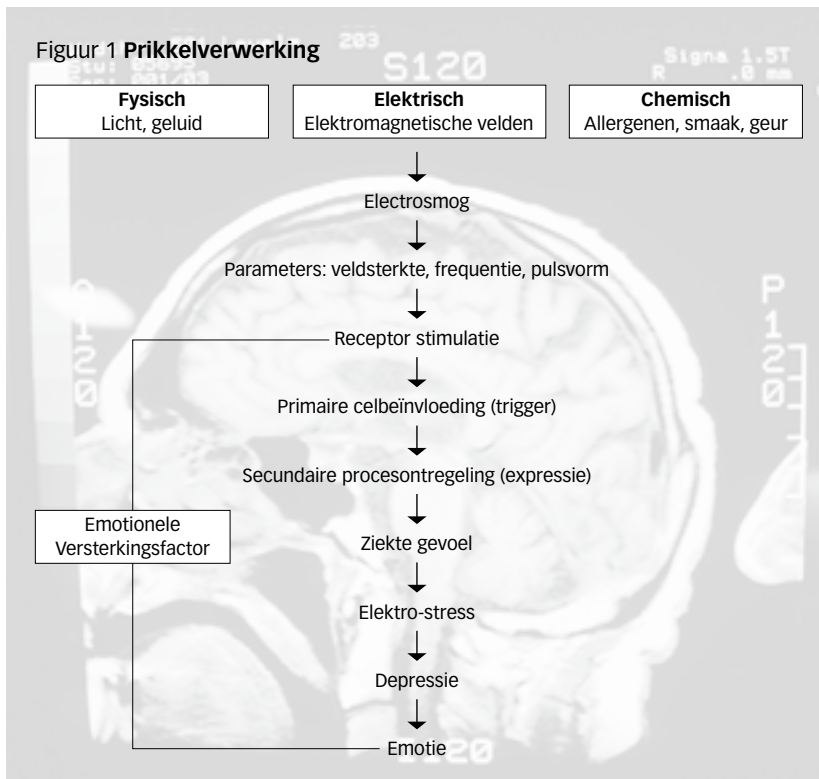 Figuur 1 Prikkelverwerking
203
S120
Signa 1.5T
R .0 mm
001/03
Fysisch
Licht, geluid
Elektrisch
Elektromagnetische velden
Chemisch
Allergenen, smaak, geur
Electrosmog
Parameters: veldsterkte, frequentie, pulsvorm
Receptor stimulatie
Primaire celbeïnvloeding (trigger)
Secundaire procesontregeling (expressie)
Emotionele
Versterkingsfactor
Ziekte gevoel
Elektro-stress
Depressie
Emotie
P
1
2
0